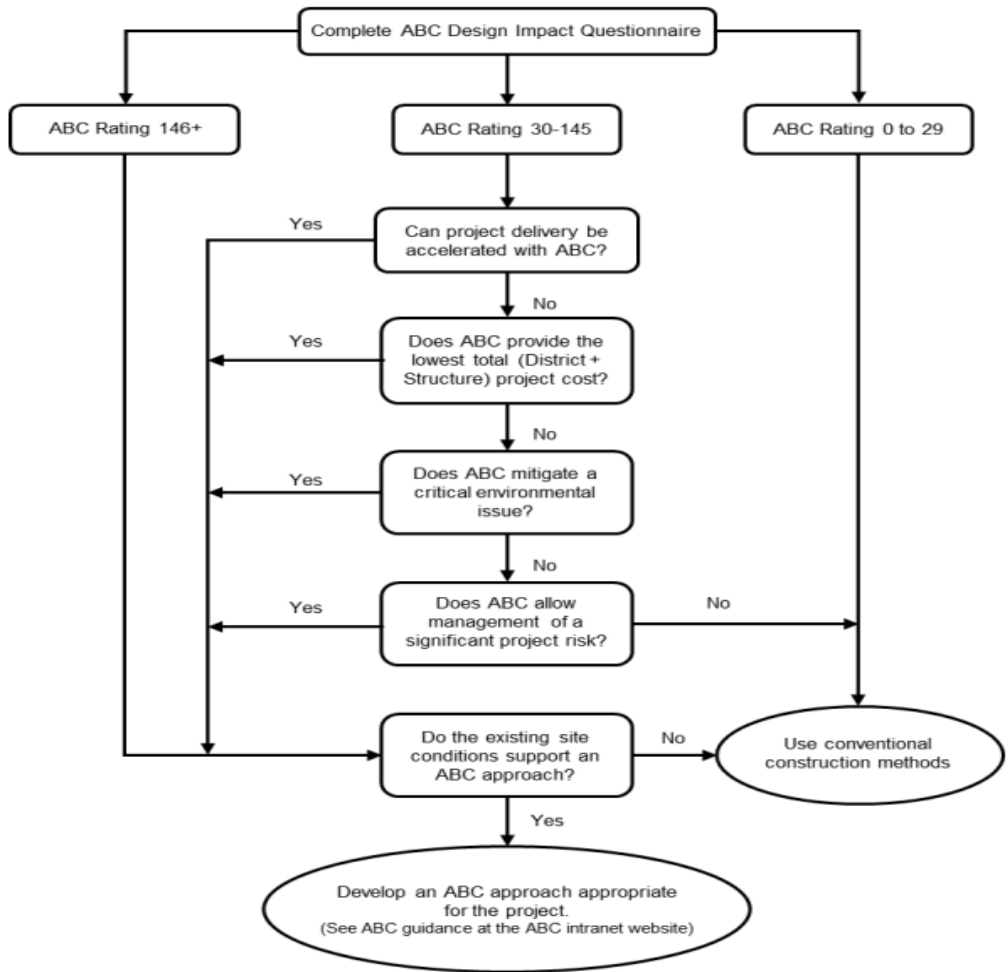 Complete ABC Design Impact Questionnaire
ABC Rating 146+
ABC Rating 30-145
ABC Rating 0 to 29
Yes
Can project delivery be
accelerated with ABC?
No
Yes
Does ABC provide the
lowest total (District +
Structure) project cost?
No
Yes
Does ABC mitigate a
critical environmental
issue?
No
Yes
Does ABC allow
management of a
significant project risk?
No
Do the existing site
conditions support an
ABC approach?
No
Use conventional
construction methods
Yes
Develop an ABC approach appropriate
for the project.
(See ABC guidance at the ABC intranet website)